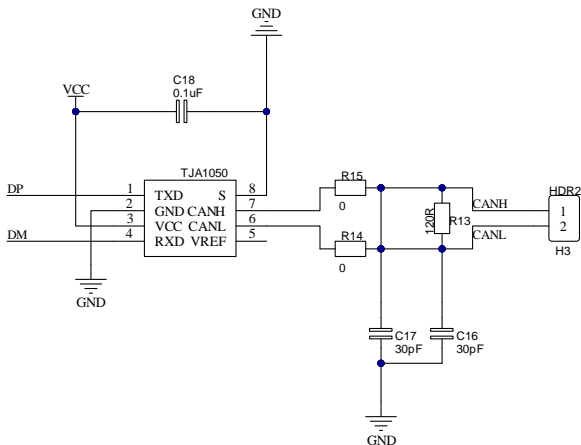 GND
C18
0.1uF
VCC
TJA1050
DP 1 TXD S 8
2 GND CANH 7
3 VCC CANL 6
DM 4 RXD VREF 5
GND
R15
0
R14
0
120R
R13
CANH
CANL
HDR2
1
2
H3
C17
30pF
C16
30pF
GND